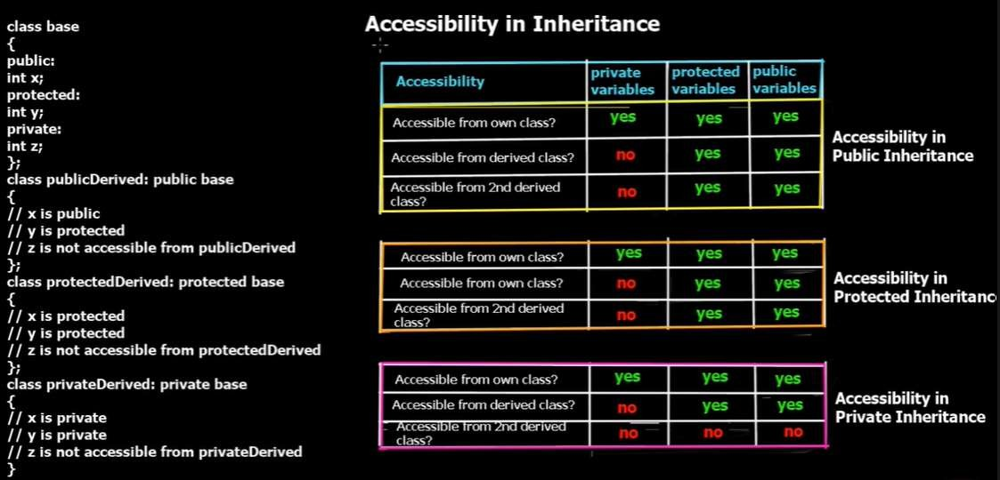 Accessibility in Inheritance
class base
{
public:
int x;
protected:
int y;
private:
int z;
};
class publicDerived: public base
{
// x is public
// y is protected
// z is not accessible from publicDerived
};
class protectedDerived: protected base
{
// x is protected
// y is protected
// z is not accessible from protectedDerived
};
class privateDerived: private base
{
// x is private
// y is private
// z is not accessible from privateDerived
}
Accessibility private variables protected variables public variables
Accessible from own class? yes yes yes
Accessible from derived class? no yes yes
Accessible from 2nd derived class? no yes yes
Accessibility in
Public Inheritance
Accessible from own class? yes yes yes
Accessible from own class? no yes yes
Accessible from 2nd derived class? no yes yes
Accessibility in
Protected Inheritanc
Accessible from own class? yes yes yes
Accessible from derived class? no yes yes
Accessible from 2nd derived class? no no no
Accessibility in
Private Inheritance